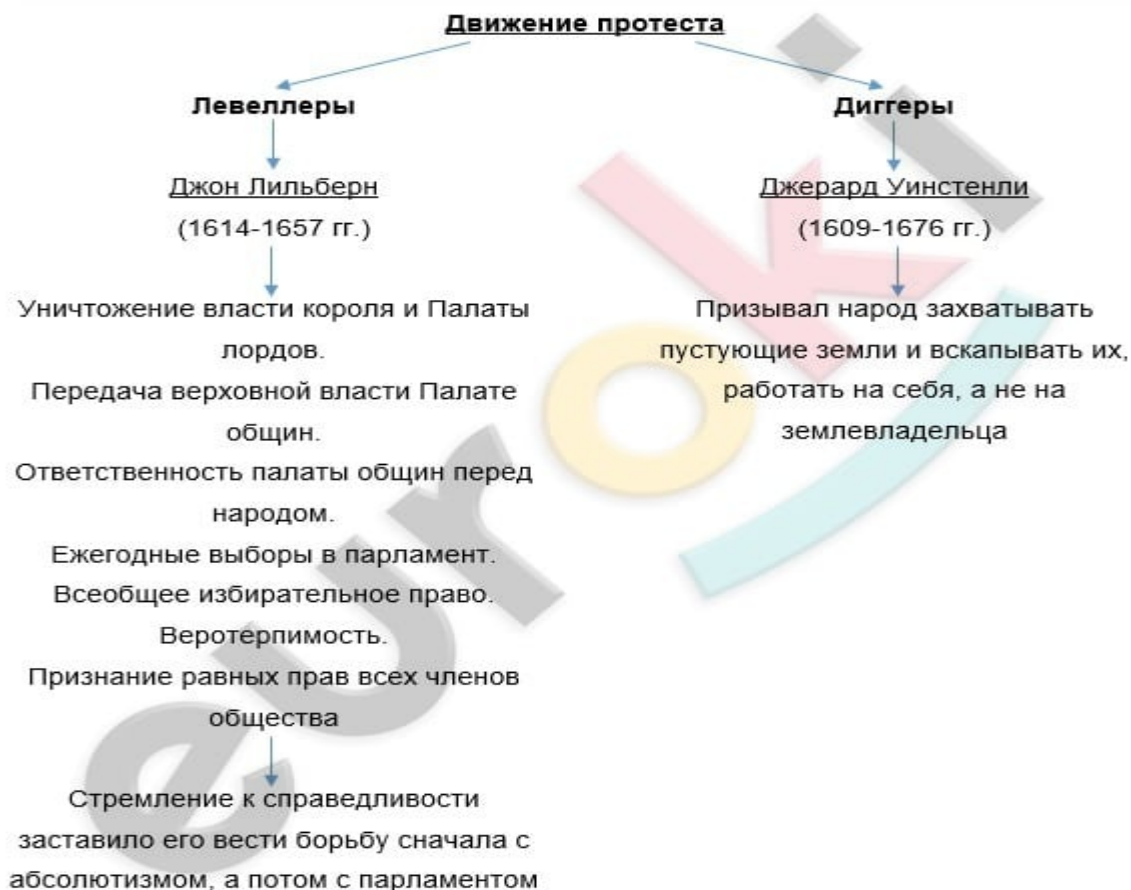 Движение протеста
Левеллеры
Джон Лильберн
(1614-1657 гг.)
Уничтожение власти короля и Палаты
лордов.
Передача верховной власти Палате
общин.
Ответственность палаты общин перед
народом.
Ежегодные выборы в парламент.
Всеобщее избирательное право.
Веротерпимость.
Признание равных прав всех членов
общества
Стремление к справедливости
заставило его вести борьбу сначала с
абсолютизмом, а потом с парламентом
Диггеры
Джерард Уинстенли
(1609-1676 гг.)
Призывал народ захватывать
пустующие земли и вскапывать их,
работать на себя, а не на
землевладельца
euroki